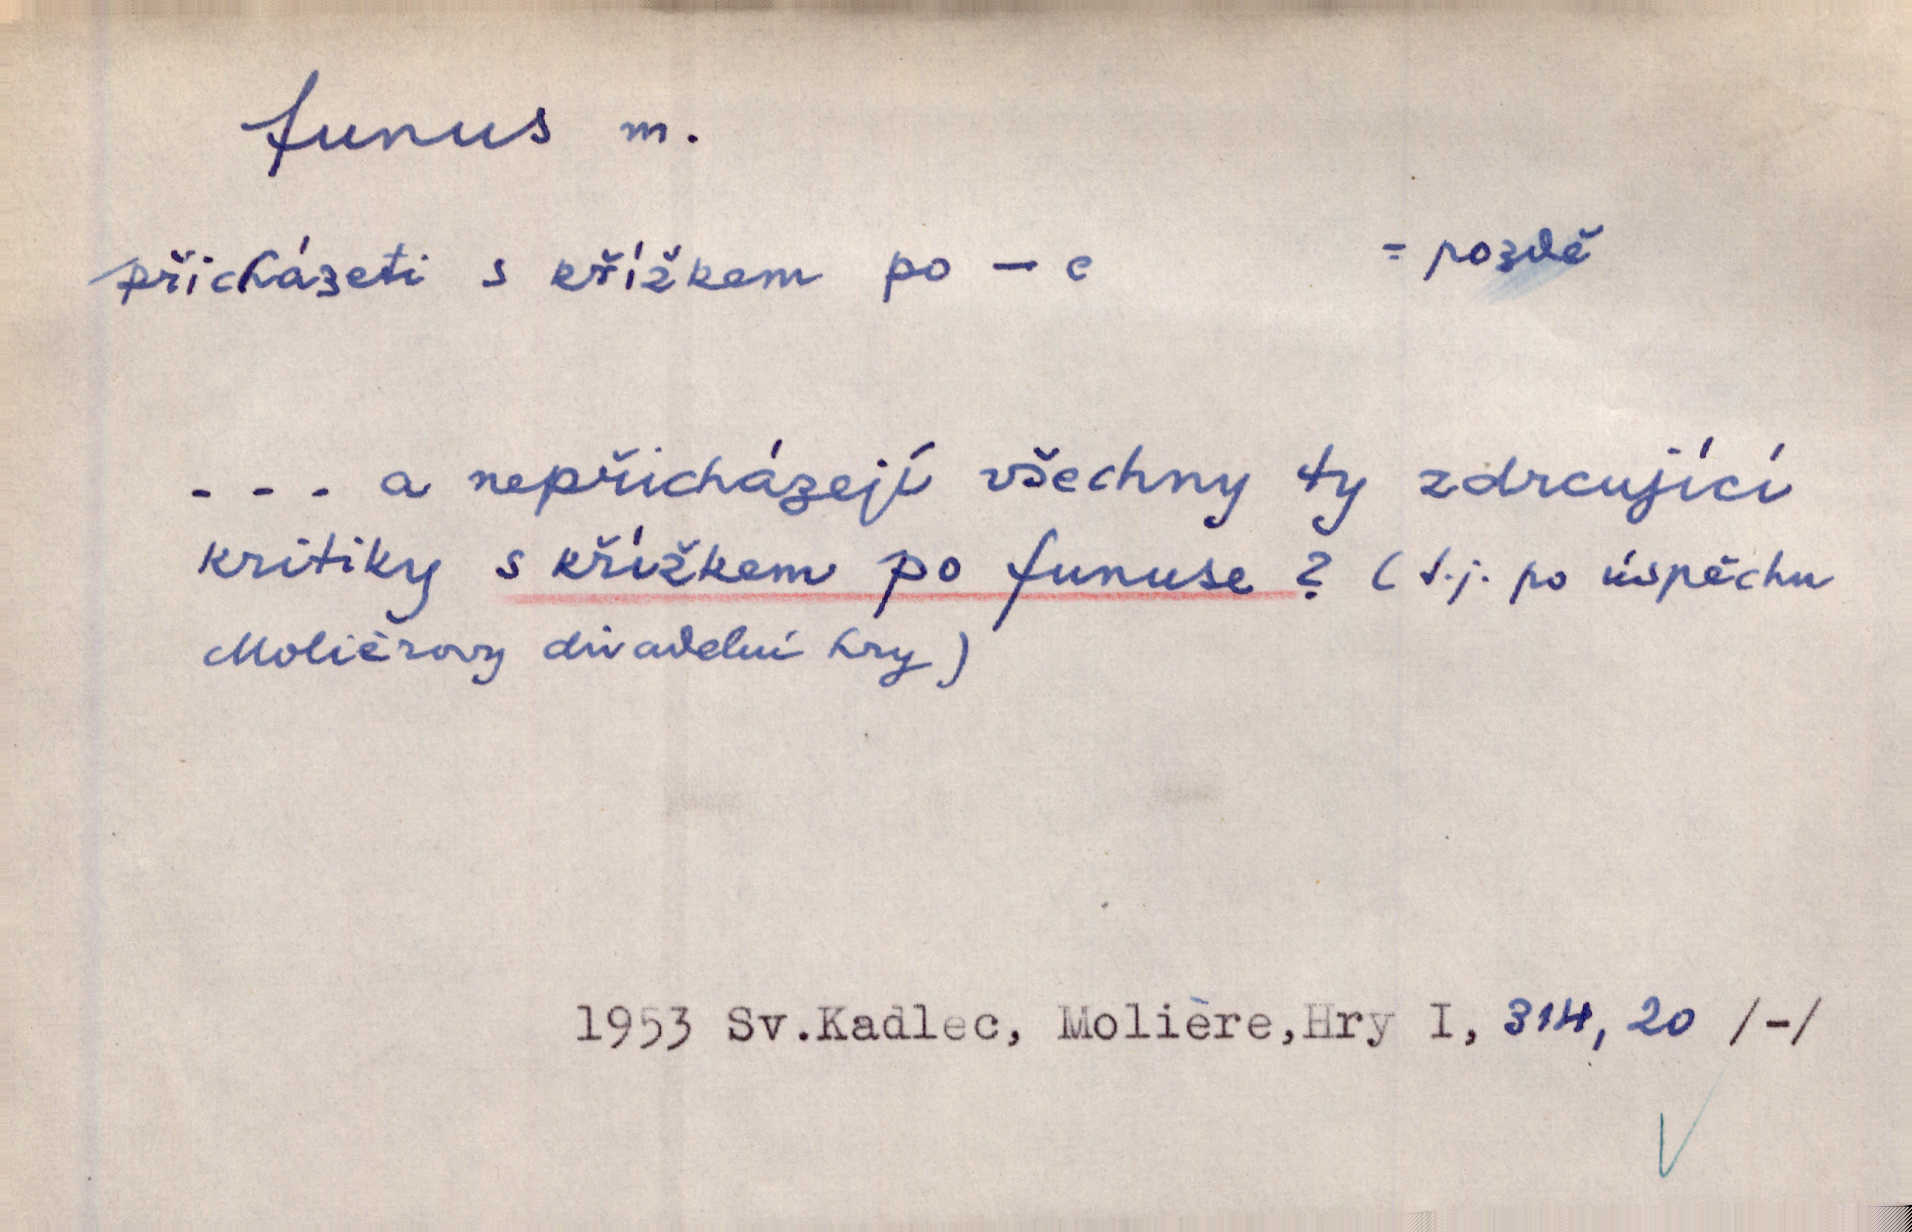 funus m.
přicházeti s křížkem po – e = pozdě
- - - a nepřicházejí všechny ty zdrcující
kritiky s křížkem po funuse ? (t.j. po úspěchu
Molièrovy divadelní hry)
1953 Sv.Kadlec, Molière,Hry I, 314, 20 /-/